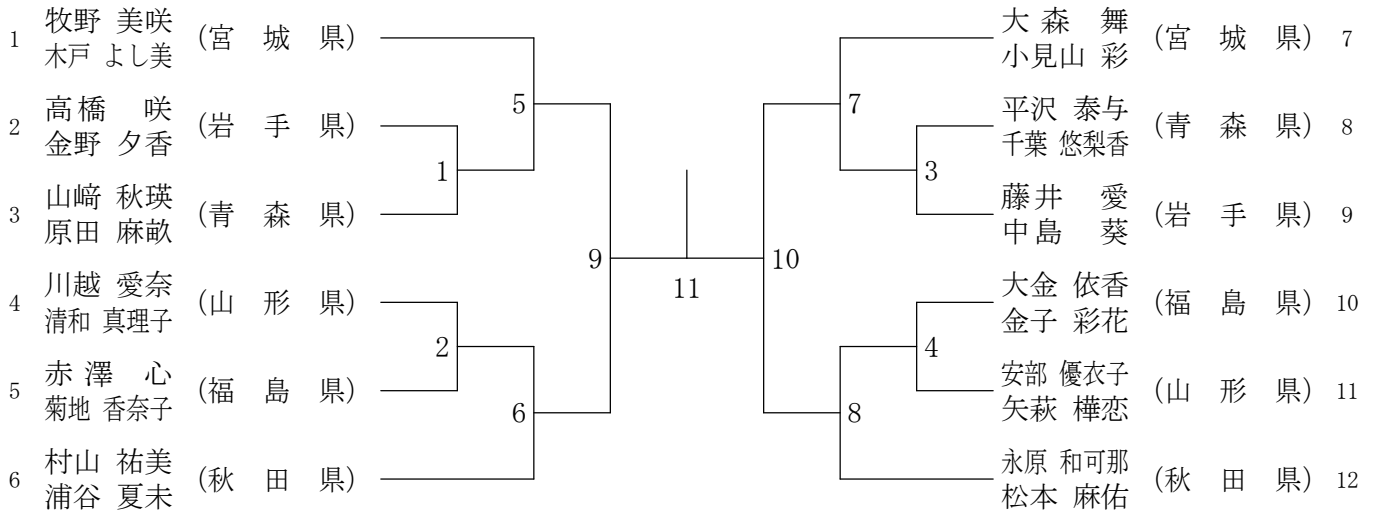 1 牧野 美咲 (宮 城 県)
木戸 よし美
2 高橋 咲 (岩 手 県)
金野 夕香
3 山﨑 秋瑛 (青 森 県)
原田 麻畝
4 川越 愛奈 (山 形 県)
清和 真理子
5 赤澤 心 (福 島 県)
菊地 香奈子
6 村山 祐美 (秋 田 県)
浦谷 夏未
5
1
2
6
9
11
10
7
3
4
8
大森 舞 (宮 城 県) 7
小見山 彩
平沢 泰与 (青 森 県) 8
千葉 悠梨香
藤井 愛 (岩 手 県) 9
中島 葵
大金 依香 (福 島 県) 10
金子 彩花
安部 優衣子 (山 形 県) 11
矢萩 樺恋
永原 和可那 (秋 田 県) 12
松本 麻佑